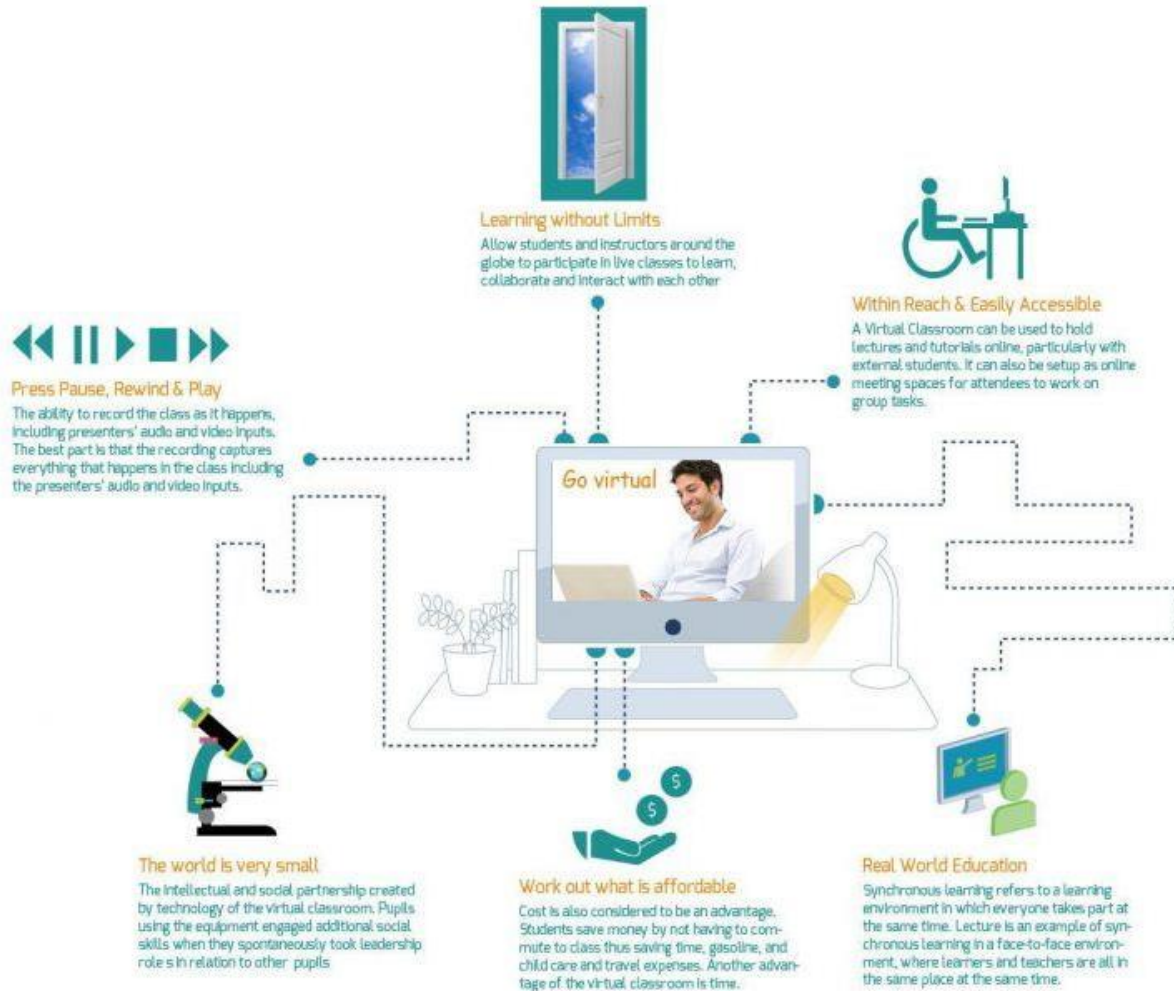 Learning without Limits
Allow students and instructors around the
globe to participate in live classes to learn,
collaborate and interact with each other
Within Reach & Easily Accessible
A Virtual Classroom can be used to hold
lectures and tutorials online, particularly with
external students. It can also be setup as online
meeting spaces for attendees to work on
group tasks.
Press Pause, Rewind & Play
The ability to record the class as it happens,
including presenters' audio and video inputs.
The best part is that the recording captures
everything that happens in the class including
the presenters' audio and video inputs.
Go virtual
The world is very small
The intellectual and social partnership created
by technology of the virtual classroom. Pupils
using the equipment engaged additional social
skills when they spontaneously took leadership
role s in relation to other pupils
$
$
Work out what is affordable
Cost is also considered to be an advantage.
Students save money by not having to com-
mute to class thus saving time, gasoline, and
child care and travel expenses. Another advan-
tage of the virtual classroom is time.
Real World Education
Synchronous learning refers to a learning
environment in which everyone takes part at
the same time. Lecture is an example of syn-
chronous learning in a face-to-face environ-
ment, where learners and teachers are all in
the same place at the same time.